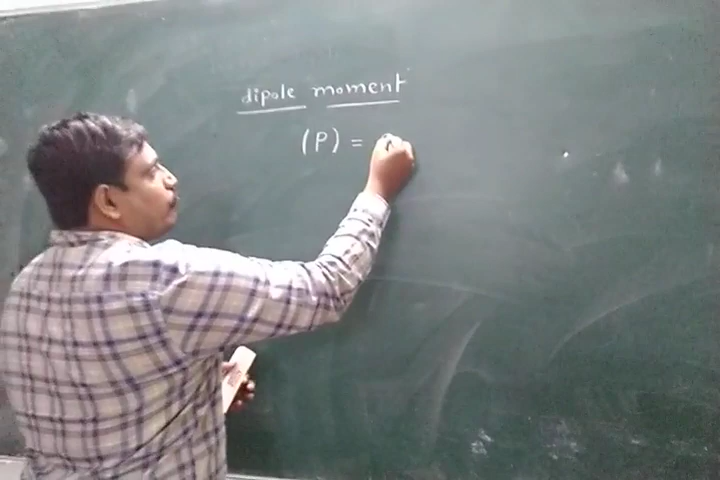 dipole moment
(P) =